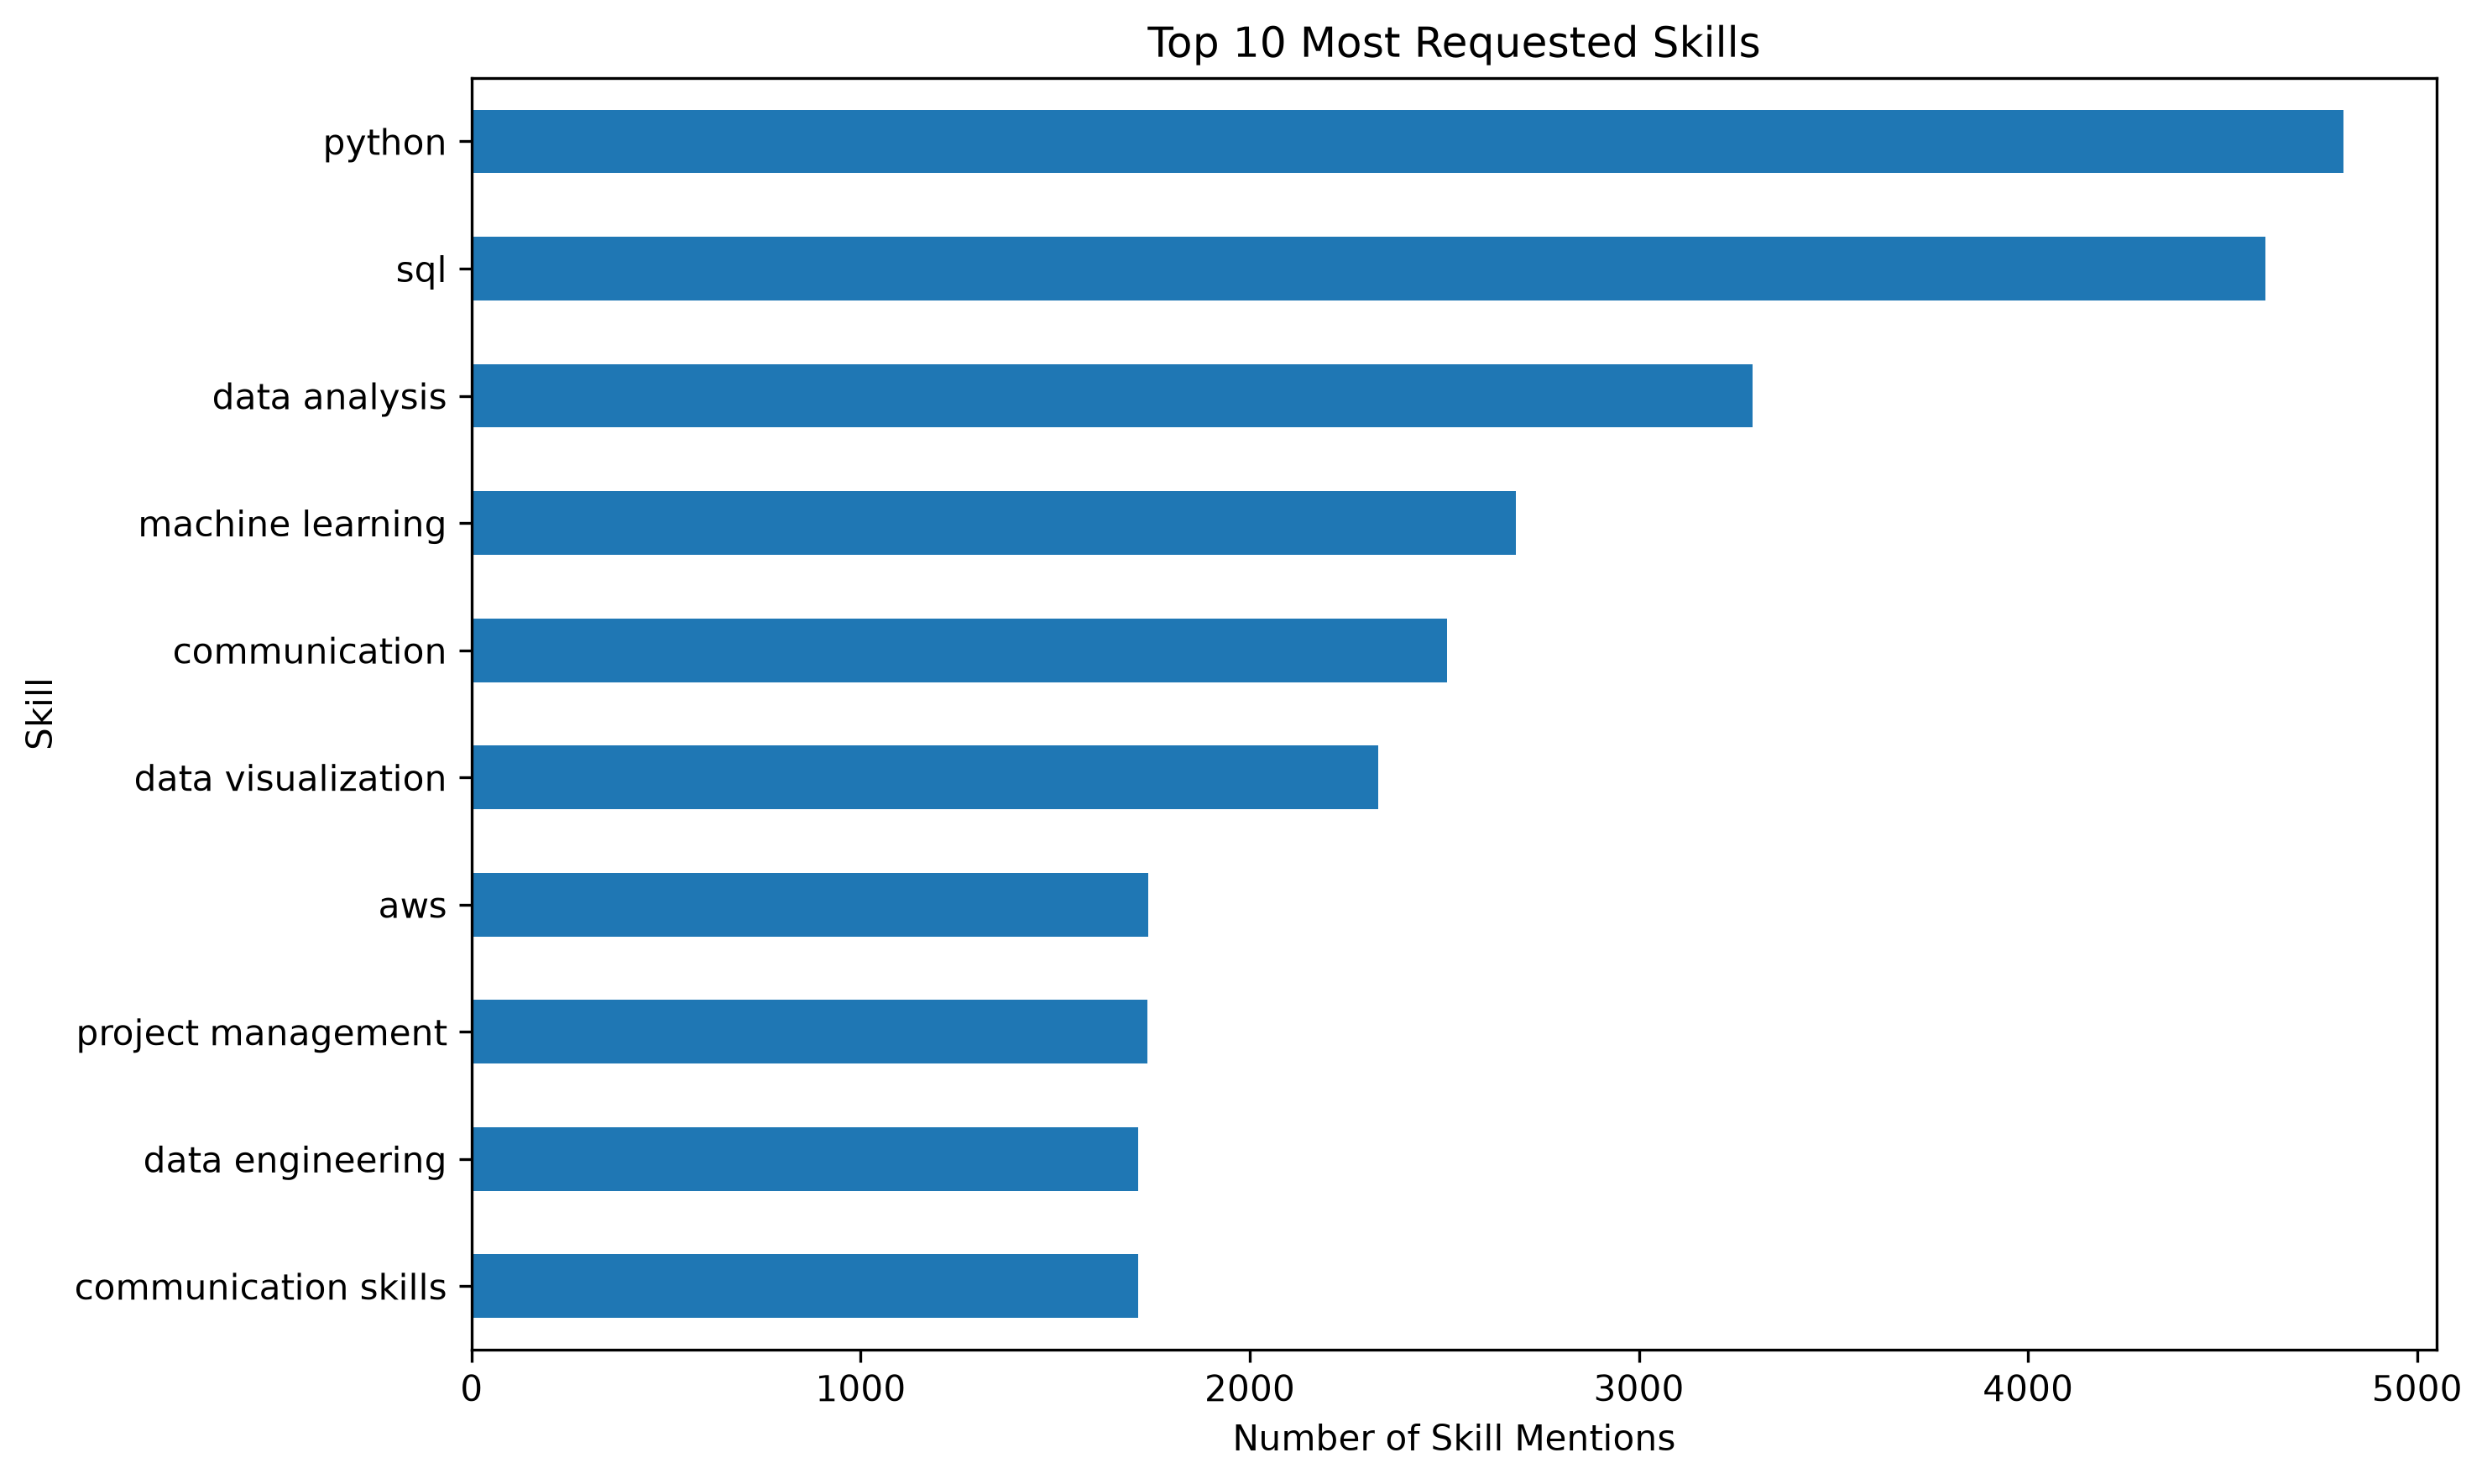 Top 10 Most Requested Skills
python
sql
data analysis
machine learning
communication
data visualization
aws
project management
data engineering
communication skills
Skill
0 1000 2000 3000 4000 5000
Number of Skill Mentions